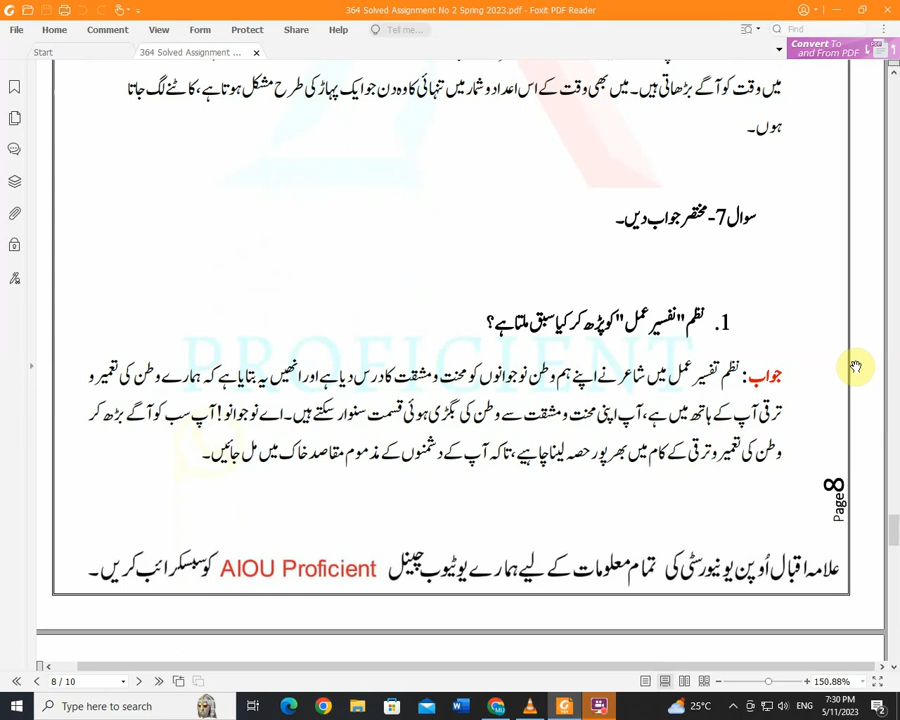 364 Solved Assignment No 2 Spring 2023.pdf - Foxit PDF Reader
File Home Comment View Form Protect Share Help Tell me... Find
Start 364 Solved Assignment ... Convert To and From PDF
میں وقت کو آگے بڑھاتی ہیں۔ میں بھی وقت کے اس اعداد و شمار میں تنہائی کا وہ دن جو ایک پہاڑ کی طرح مشکل ہوتا ہے، کاٹنے لگ جاتا
ہوں۔
سوال 7- مختصر جواب دیں۔
1. نظم "تفسیر عمل" کو پڑھ کر کیا سبق ملتا ہے؟
جواب: نظم تفسیر عمل میں شاعر نے اپنے ہم وطن نوجوانوں کو محنت و مشقت کا درس دیا ہے اور انھیں یہ بتایا ہے کہ ہمارے وطن کی تعمیر و
ترقی آپ کے ہاتھ میں ہے، آپ اپنی محنت و مشقت سے وطن کی بگڑی ہوئی قسمت سنوار سکتے ہیں۔ اے نوجوانو! آپ سب کو آگے بڑھ کر
وطن کی تعمیر و ترقی کے کام میں بھرپور حصہ لینا چاہیے، تاکہ آپ کے دشمنوں کے مذموم مقاصد خاک میں مل جائیں۔
PROFICIENT
Page8
علامہ اقبال اُوپن یونیورسٹی کی تمام معلومات کے لیے ہمارے یوٹیوب چینل AIOU Proficient کو سبسکرائب کریں۔
8 / 10 150.88%
Type here to search 25°C ENG 7:30 PM
5/11/2023